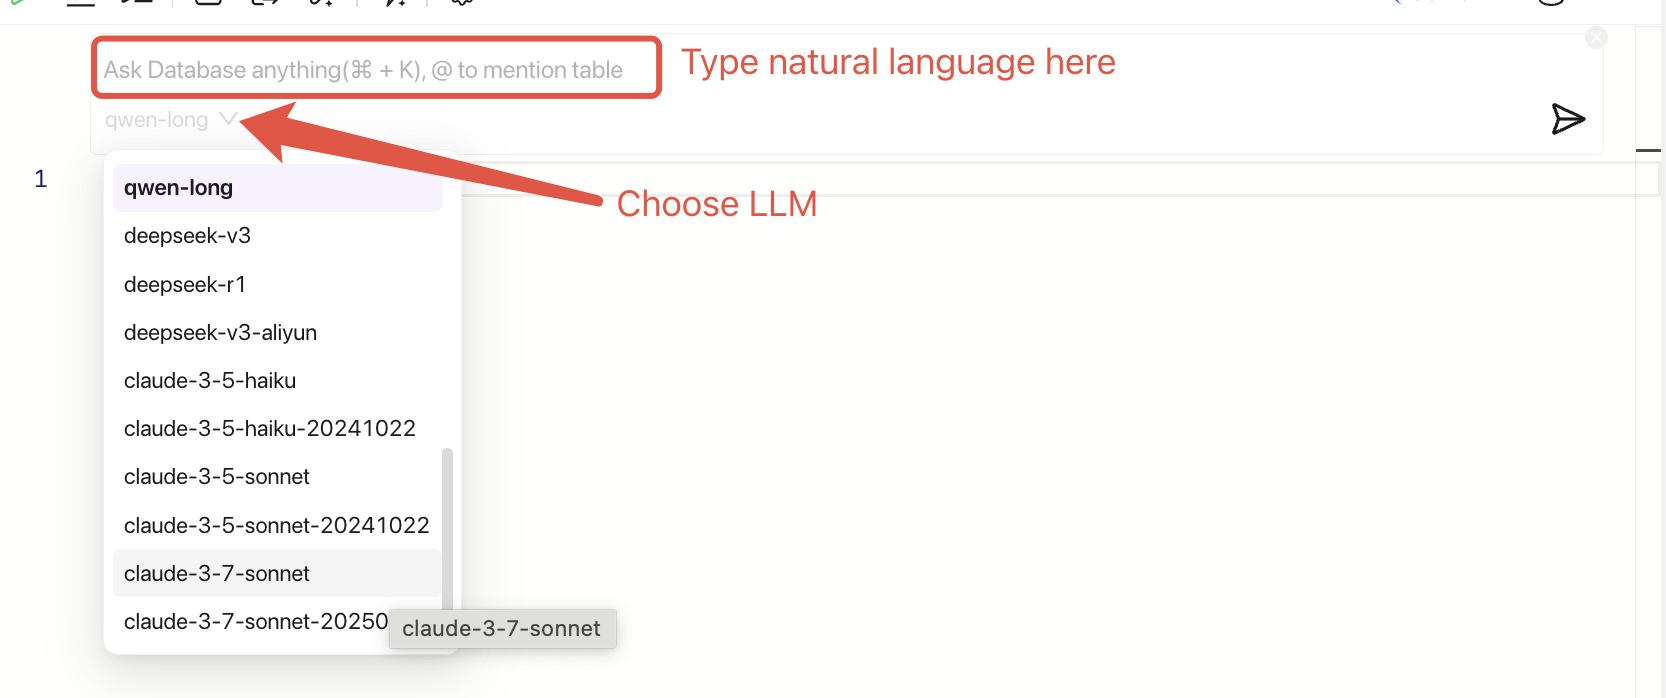 Ask Database anything(⌘ + K), @ to mention table
Type natural language here
qwen-long
1
qwen-long
Choose LLM
deepseek-v3
deepseek-r1
deepseek-v3-aliyun
claude-3-5-haiku
claude-3-5-haiku-20241022
claude-3-5-sonnet
claude-3-5-sonnet-20241022
claude-3-7-sonnet
claude-3-7-sonnet-20250
claude-3-7-sonnet